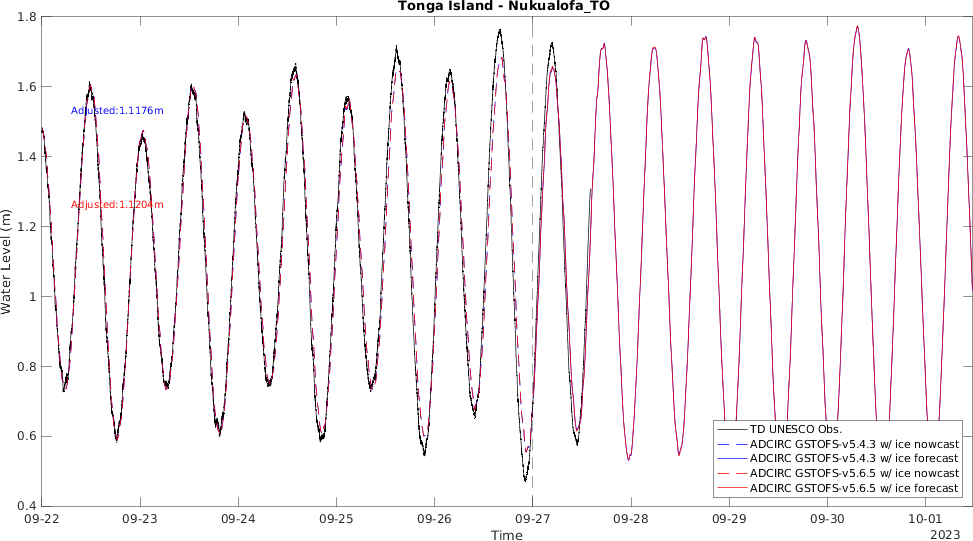 Tonga Island - Nukualofa_TO
1.8
1.6
1.4
1.2
1
0.8
0.6
0.4
Water Level (m)
Adjusted:1.1176m
Adjusted:1.1204m
TD UNESCO Obs.
ADCIRC GSTOFS-v5.4.3 w/ ice nowcast
ADCIRC GSTOFS-v5.4.3 w/ ice forecast
ADCIRC GSTOFS-v5.6.5 w/ ice nowcast
ADCIRC GSTOFS-v5.6.5 w/ ice forecast
09-22 09-23 09-24 09-25 09-26 09-27 09-28 09-29 09-30 10-01
2023
Time